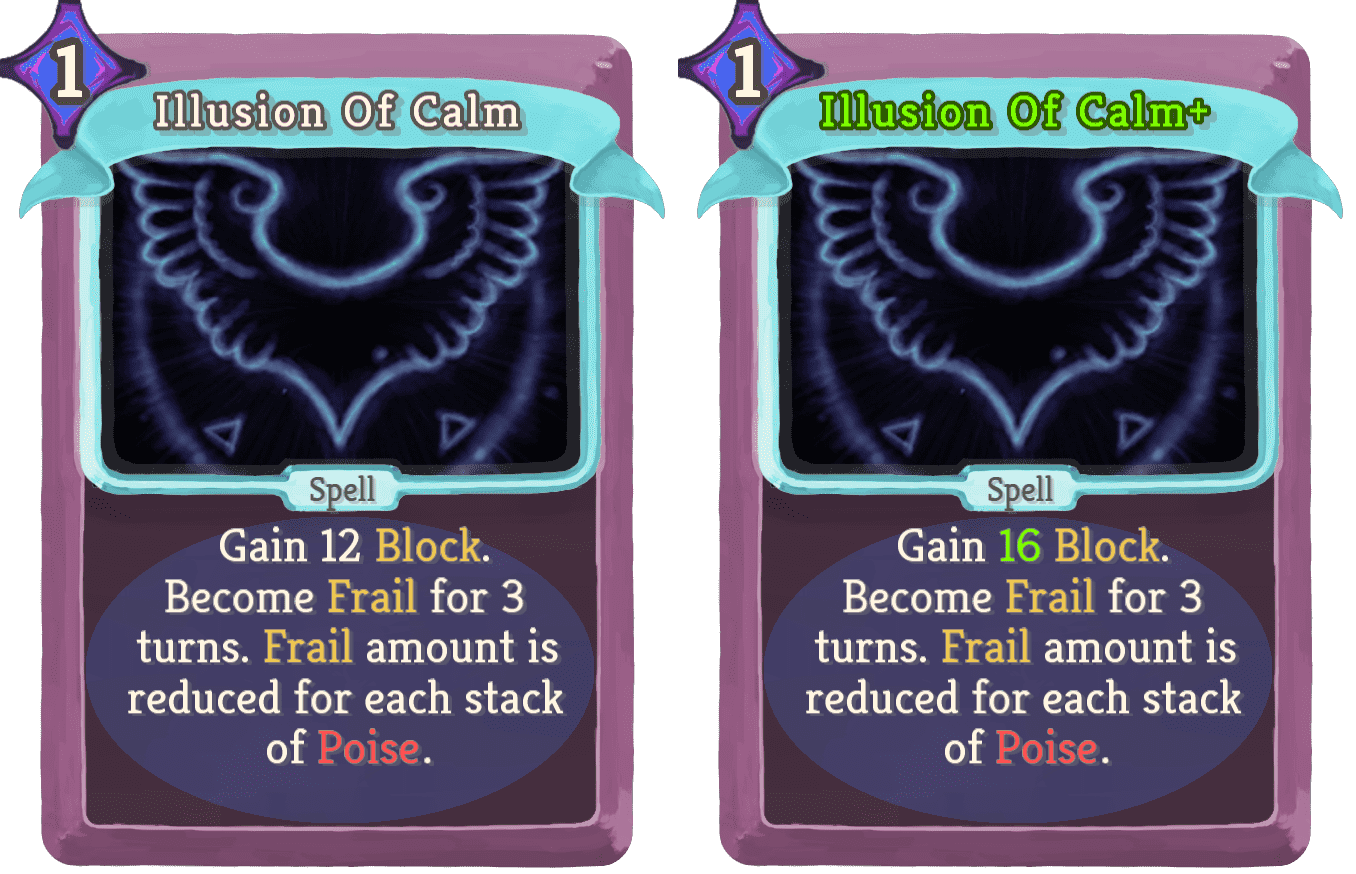 1
Illusion Of Calm
Spell
Gain 12 Block.
Become Frail for 3
turns. Frail amount is
reduced for each stack
of Poise.
1
Illusion Of Calm+
Spell
Gain 16 Block.
Become Frail for 3
turns. Frail amount is
reduced for each stack
of Poise.